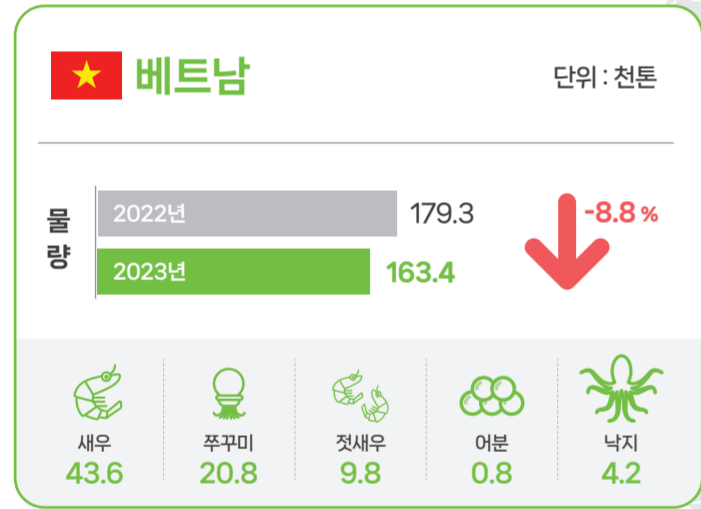 베트남
단위 : 천톤
물량
2022년 179.3
2023년 163.4
-8.8 %
새우 쭈꾸미 젓새우 어분 낙지
43.6 20.8 9.8 0.8 4.2